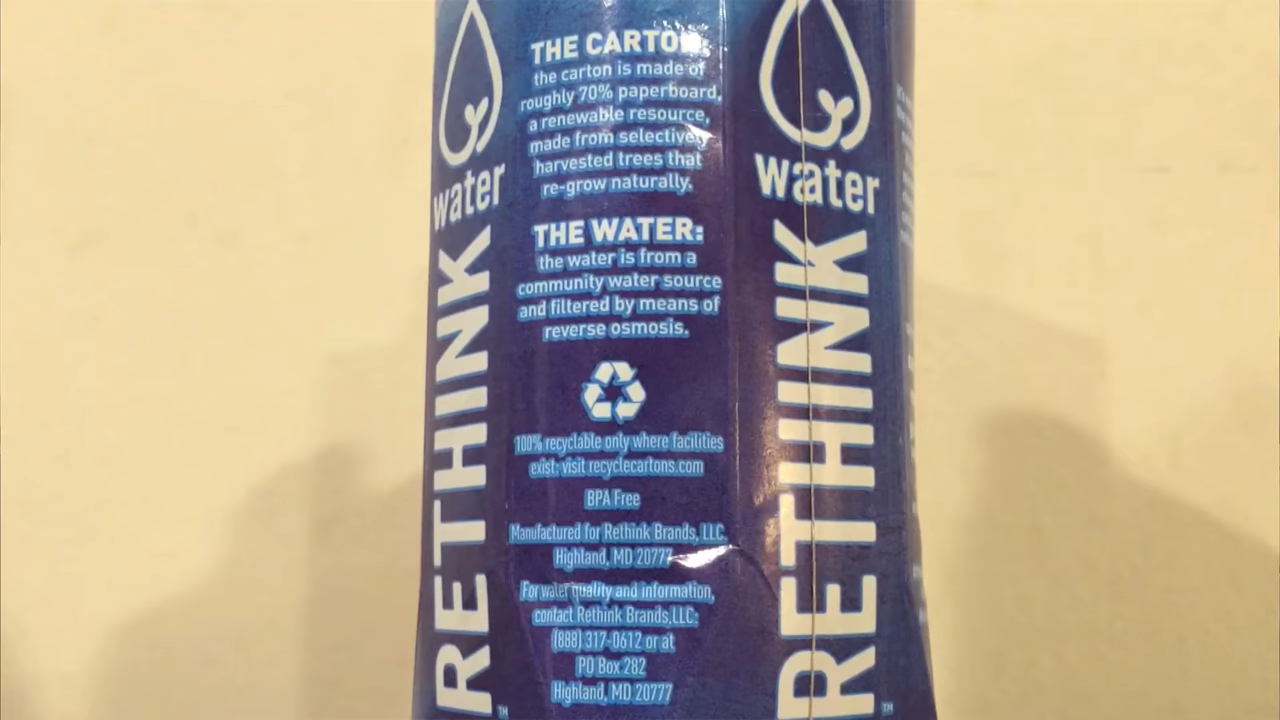 THE CARTON:
the carton is made of
roughly 70% paperboard,
a renewable resource,
made from selectively
harvested trees that
re-grow naturally.
THE WATER:
the water is from a
community water source
and filtered by means of
reverse osmosis.
100% recyclable only where facilities
exist: visit recyclecartons.com
BPA Free
Manufactured for Rethink Brands, LLC.
Highland, MD 20777
For water quality and information,
contact Rethink Brands,LLC:
(888) 317-0612 or at
PO Box 282
Highland, MD 20777
water
RETHINK
TM
water
RETHINK
TM